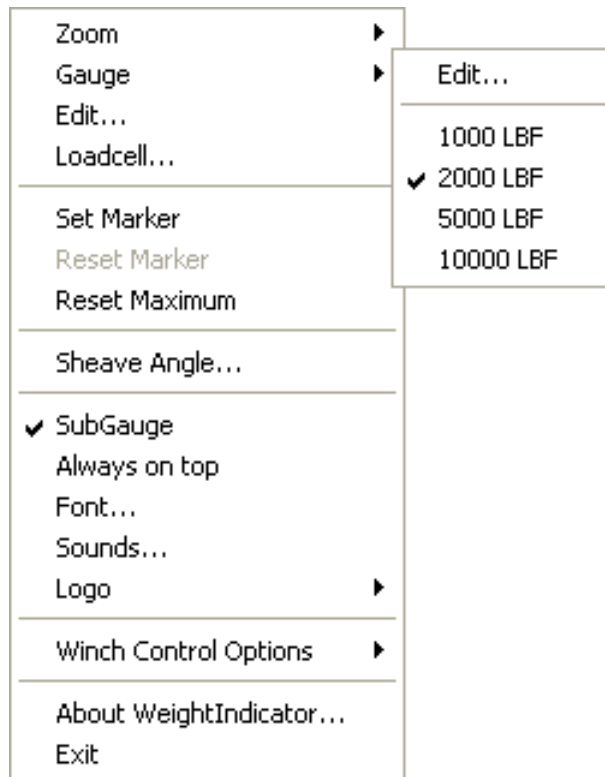 Zoom
Gauge
Edit...
Loadcell...
Set Marker
Reset Marker
Reset Maximum
Sheave Angle...
SubGauge
Always on top
Font...
Sounds...
Logo
Winch Control Options
About WeightIndicator...
Exit
Edit...
1000 LBF
2000 LBF
5000 LBF
10000 LBF